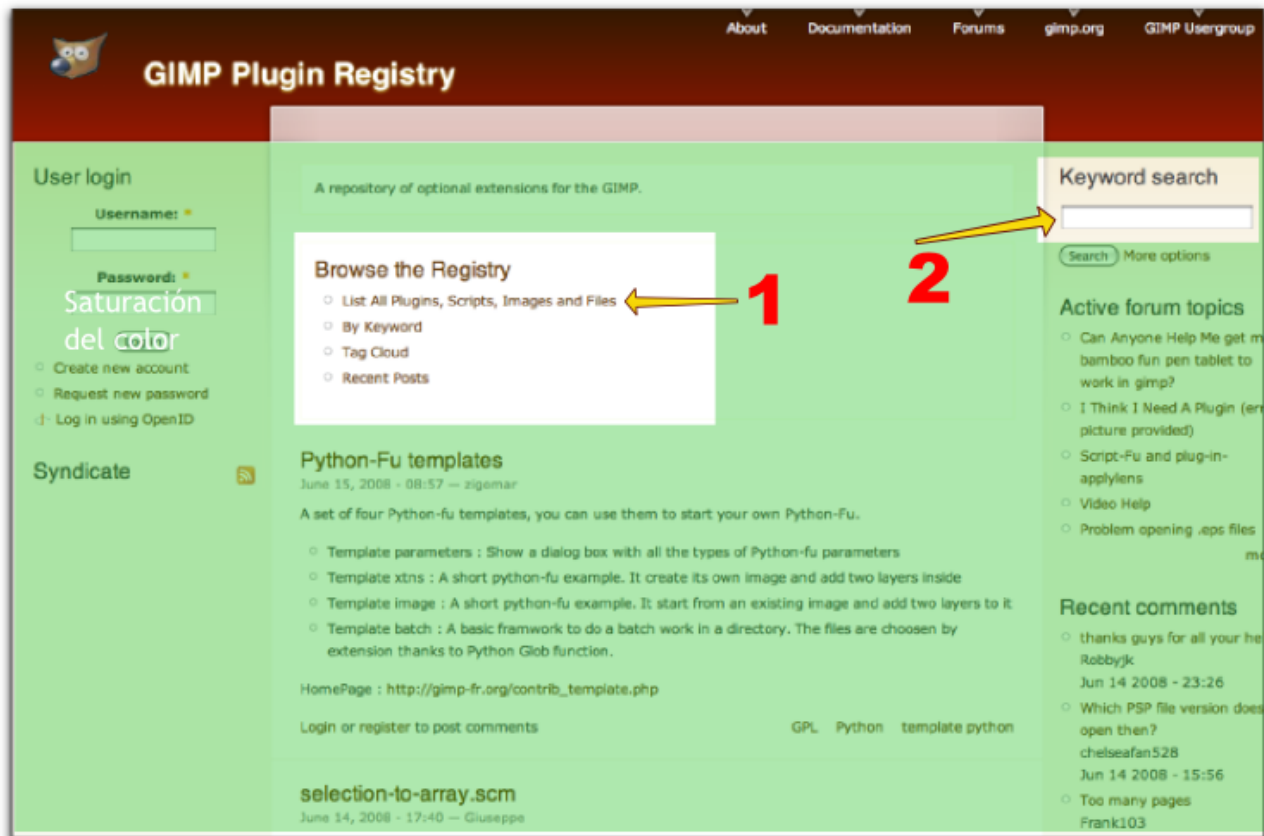 About Documentation Forums gimp.org GIMP Usergroup
GIMP Plugin Registry
User login
Username: *
Password: *
Saturación
del color
Create new account
Request new password
Log in using OpenID
Syndicate
A repository of optional extensions for the GIMP.
Browse the Registry
List All Plugins, Scripts, Images and Files
1
By Keyword
Tag Cloud
Recent Posts
Python-Fu templates
June 15, 2008 - 08:57 — zigomar
A set of four Python-fu templates, you can use them to start your own Python-Fu.
Template parameters : Show a dialog box with all the types of Python-fu parameters
Template xtns : A short python-fu example. It create its own image and add two layers inside
Template image : A short python-fu example. It start from an existing image and add two layers to it
Template batch : A basic framwork to do a batch work in a directory. The files are choosen by
extension thanks to Python Glob function.
HomePage : http://gimp-fr.org/contrib_template.php
Login or register to post comments GPL Python template python
selection-to-array.scm
June 14, 2008 - 17:40 — Giuseppe
Keyword search
2
Search More options
Active forum topics
Can Anyone Help Me get m
bamboo fun pen tablet to
work in gimp?
I Think I Need A Plugin (err
picture provided)
Script-Fu and plug-in-
applylens
Video Help
Problem opening .eps files
mo
Recent comments
thanks guys for all your he
Robbyjk
Jun 14 2008 - 23:26
Which PSP file version does
open then?
chelseafan528
Jun 14 2008 - 15:56
Too many pages
Frank103